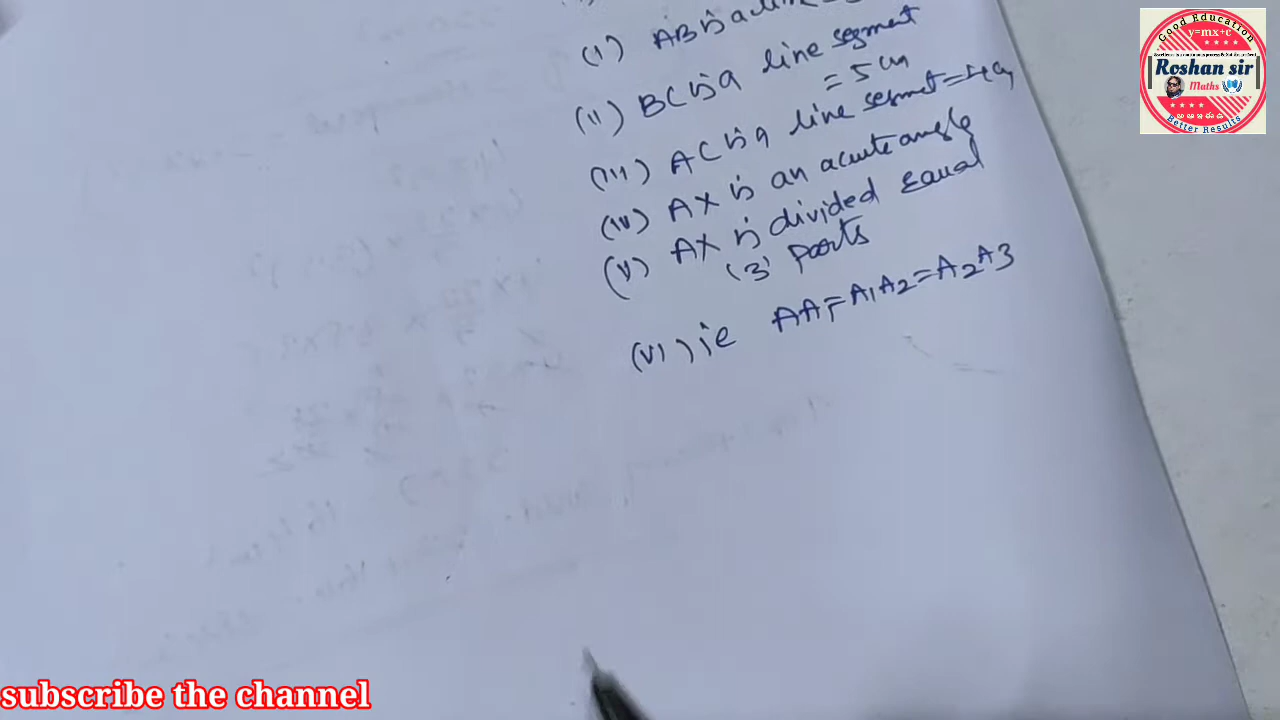 (I) AB is a line
(II) BC is a line segment
= 5 cm
(III) AC is a line segmet = 4 cm
(IV) AX is an acute angle
(V) AX is divided equal
(3) parts
(VI) ie AA1 = A1A2 = A2A3
Good Education
y=mx+c
Roshan sir
Maths
Better Results
subscribe the channel